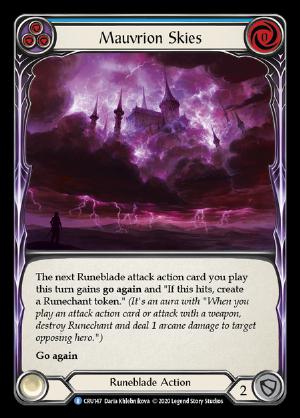 Mauvrion Skies
0
The next Runeblade attack action card you play
this turn gains go again and "If this hits, create
a Runechant token." (It's an aura with "When you
play an attack action card or attack with a weapon,
destroy Runechant and deal 1 arcane damage to target
opposing hero.")
Go again
Runeblade Action
2
CRU147 Daria Khlebnikova © 2020 Legend Story Studios